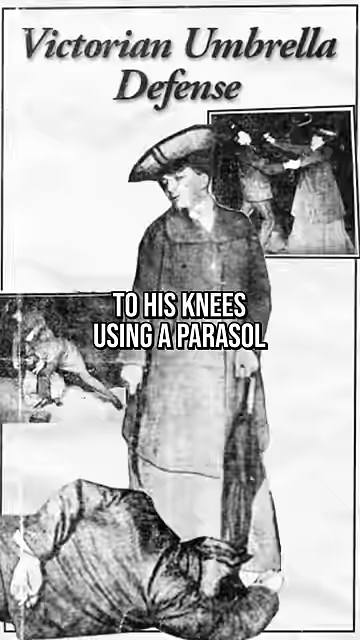 Victorian Umbrella
Defense
TO HIS KNEES
USING A PARASOL